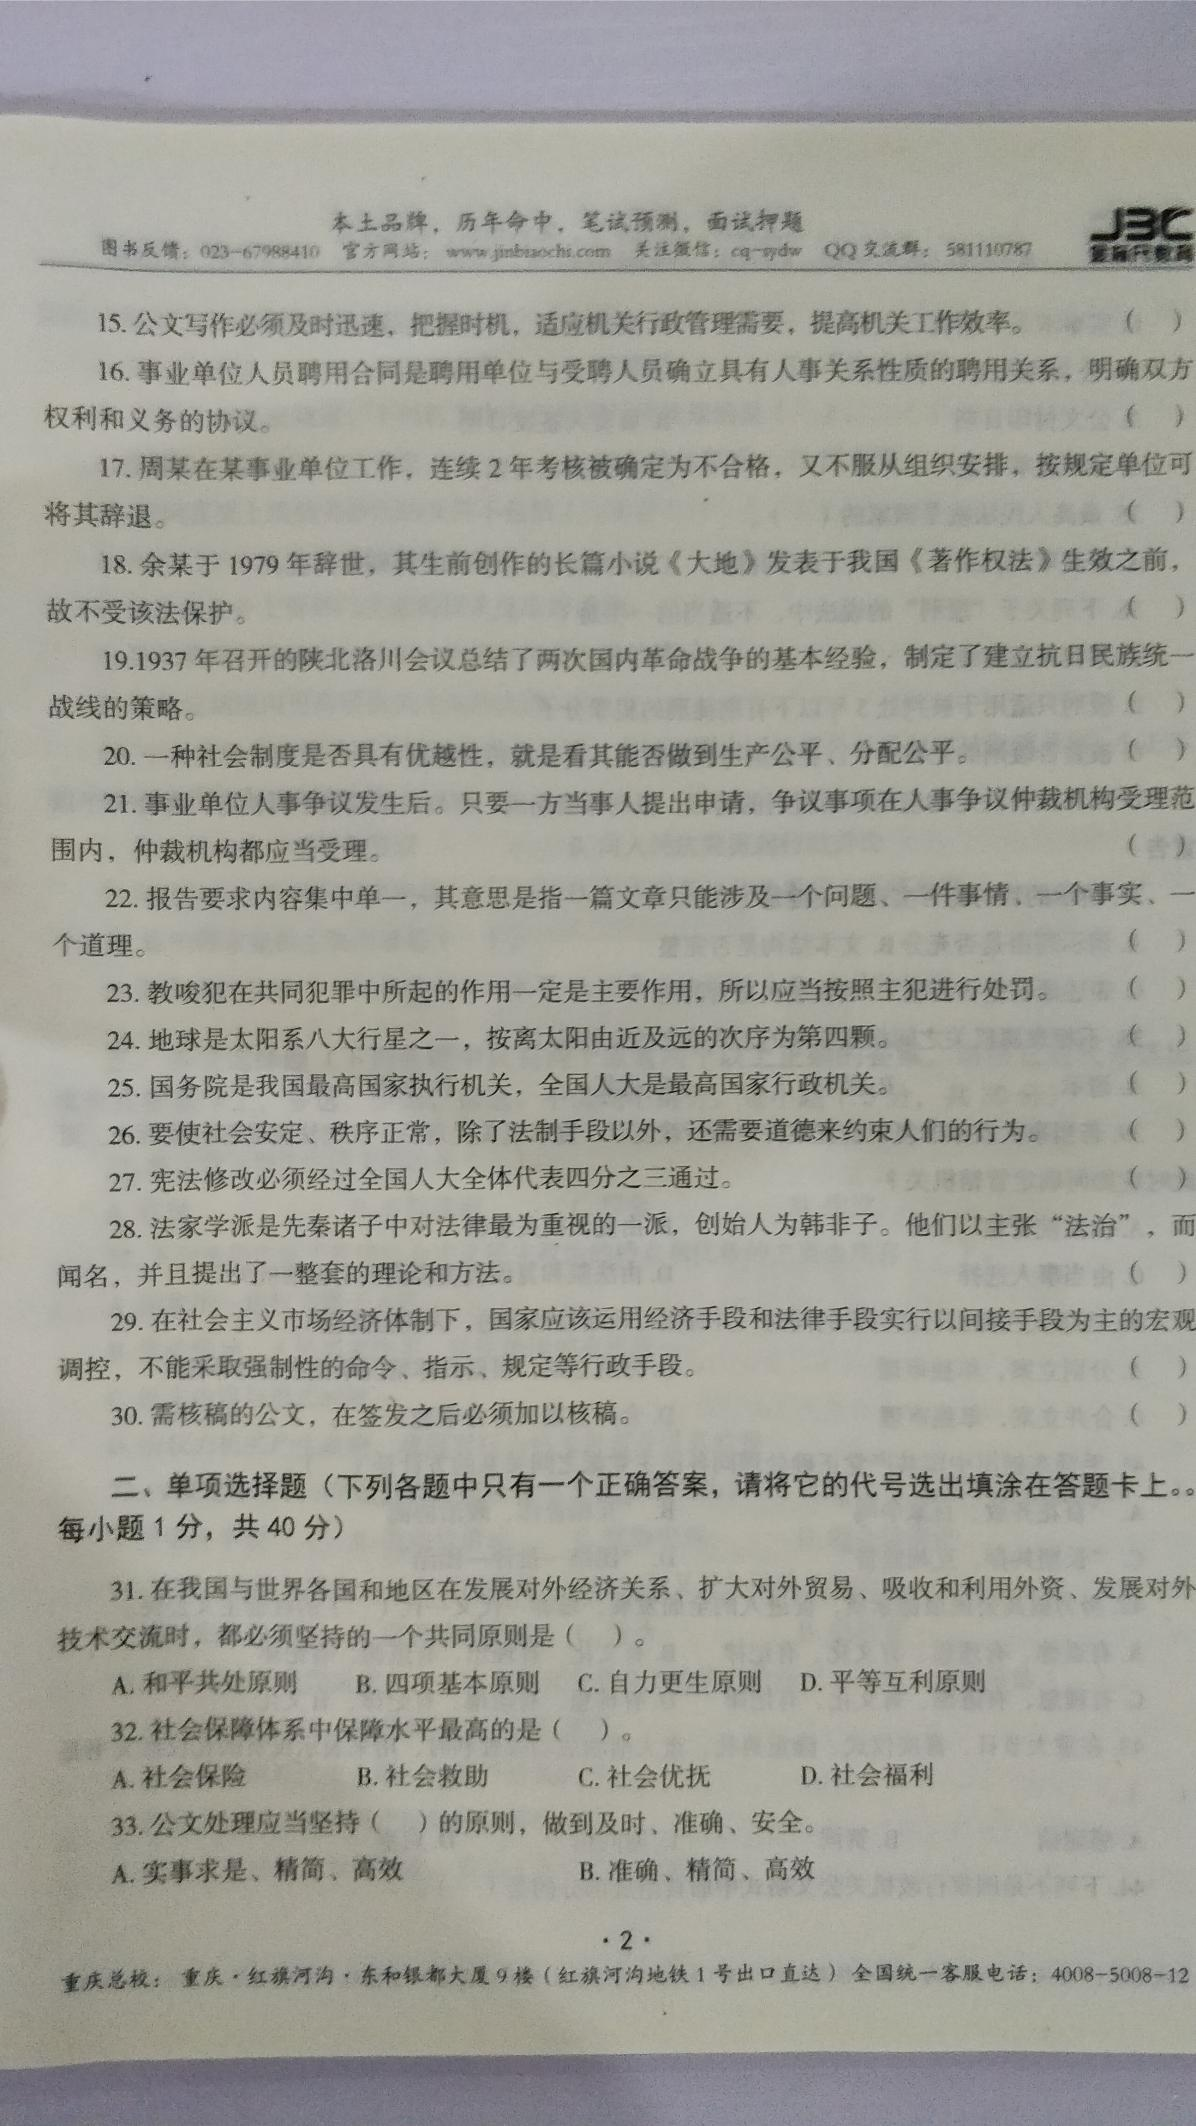 本土品牌，历年命中，笔试预测，面试押题
图书反馈：023-67988410 官方网站：www.jinbiaochi.com 关注微信：cq-sydw QQ交流群：581110787
JBC
15.公文写作必须及时迅速，把握时机，适应机关行政管理需要，提高机关工作效率。（ ）
16.事业单位人员聘用合同是聘用单位与受聘人员确立具有人事关系性质的聘用关系，明确双方
权利和义务的协议。（ ）
17.周某在某事业单位工作，连续2年考核被确定为不合格，又不服从组织安排，按规定单位可
将其辞退。（ ）
18.余某于1979年辞世，其生前创作的长篇小说《大地》发表于我国《著作权法》生效之前，
故不受该法保护。（ ）
19.1937年召开的陕北洛川会议总结了两次国内革命战争的基本经验，制定了建立抗日民族统一
战线的策略。（ ）
20.一种社会制度是否具有优越性，就是看其能否做到生产公平、分配公平。（ ）
21.事业单位人事争议发生后。只要一方当事人提出申请，争议事项在人事争议仲裁机构受理范
围内，仲裁机构都应当受理。（ ）
22.报告要求内容集中单一，其意思是指一篇文章只能涉及一个问题、一件事情、一个事实、一
个道理。（ ）
23.教唆犯在共同犯罪中所起的作用一定是主要作用，所以应当按照主犯进行处罚。（ ）
24.地球是太阳系八大行星之一，按离太阳由近及远的次序为第四颗。（ ）
25.国务院是我国最高国家执行机关，全国人大是最高国家行政机关。（ ）
26.要使社会安定、秩序正常，除了法制手段以外，还需要道德来约束人们的行为。（ ）
27.宪法修改必须经过全国人大全体代表四分之三通过。（ ）
28.法家学派是先秦诸子中对法律最为重视的一派，创始人为韩非子。他们以主张“法治”，而
闻名，并且提出了一整套的理论和方法。（ ）
29.在社会主义市场经济体制下，国家应该运用经济手段和法律手段实行以间接手段为主的宏观
调控，不能采取强制性的命令、指示、规定等行政手段。（ ）
30.需核稿的公文，在签发之后必须加以核稿。（ ）
二、单项选择题（下列各题中只有一个正确答案，请将它的代号选出填涂在答题卡上。。
每小题1分，共40分）
31.在我国与世界各国和地区在发展对外经济关系、扩大对外贸易、吸收和利用外资、发展对外
技术交流时，都必须坚持的一个共同原则是（ ）。
A.和平共处原则 B.四项基本原则 C.自力更生原则 D.平等互利原则
32.社会保障体系中保障水平最高的是（ ）。
A.社会保险 B.社会救助 C.社会优抚 D.社会福利
33.公文处理应当坚持（ ）的原则，做到及时、准确、安全。
A.实事求是、精简、高效 B.准确、精简、高效
·2·
重庆总校：重庆·红旗河沟·东和银都大厦9楼（红旗河沟地铁1号出口直达）全国统一客服电话：4008-5008-12